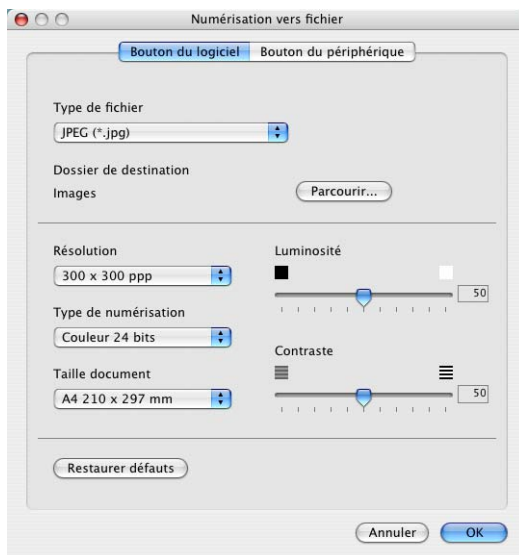 Numérisation vers fichier
Bouton du logiciel Bouton du périphérique
Type de fichier
JPEG (*.jpg)
Dossier de destination
Images Parcourir...
Résolution Luminosité
300 x 300 ppp
50
Type de numérisation
Couleur 24 bits
Contraste
Taille document
A4 210 x 297 mm 50
Restaurer défauts
Annuler OK